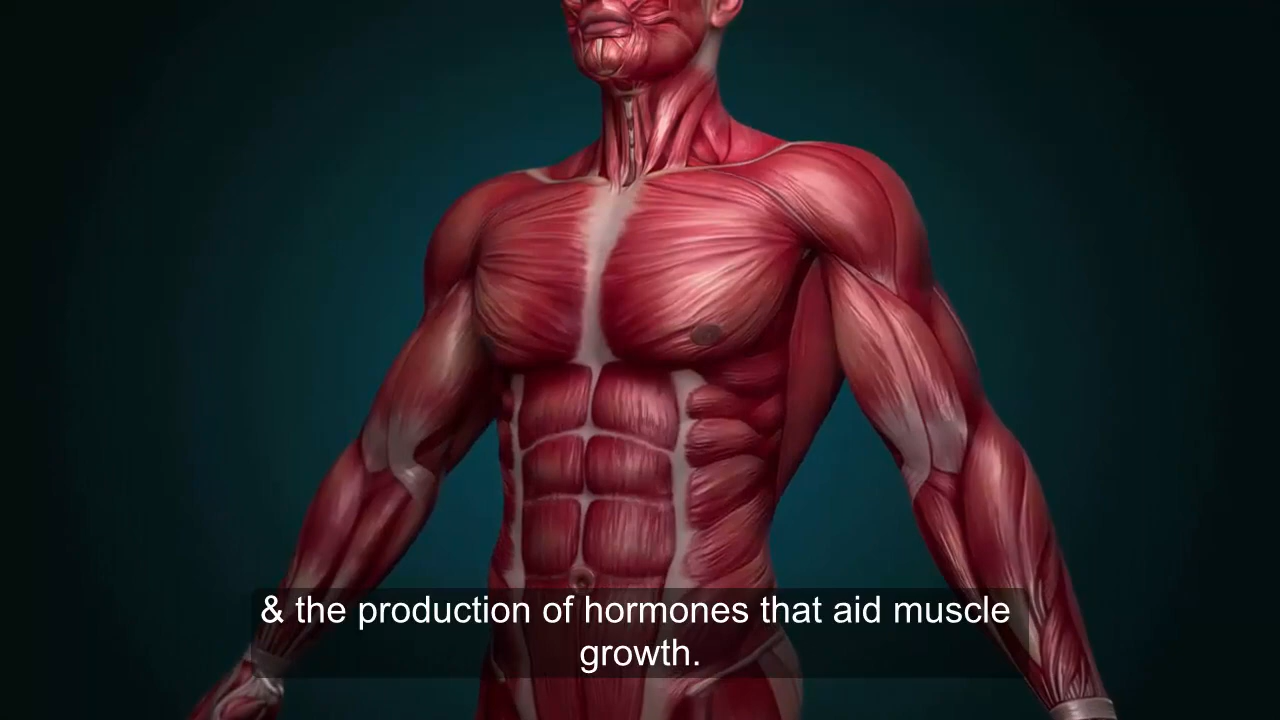 & the production of hormones that aid muscle
growth.